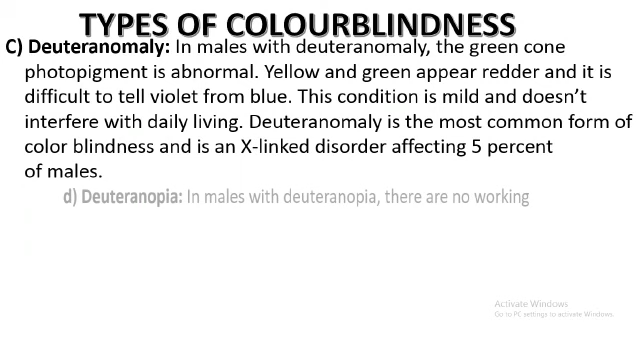 TYPES OF COLOURBLINDNESS
C) Deuteranomaly: In males with deuteranomaly, the green cone
photopigment is abnormal. Yellow and green appear redder and it is
difficult to tell violet from blue. This condition is mild and doesn’t
interfere with daily living. Deuteranomaly is the most common form of
color blindness and is an X-linked disorder affecting 5 percent
of males.
d) Deuteranopia: In males with deuteranopia, there are no working
Activate Windows
Go to PC settings to activate Windows.